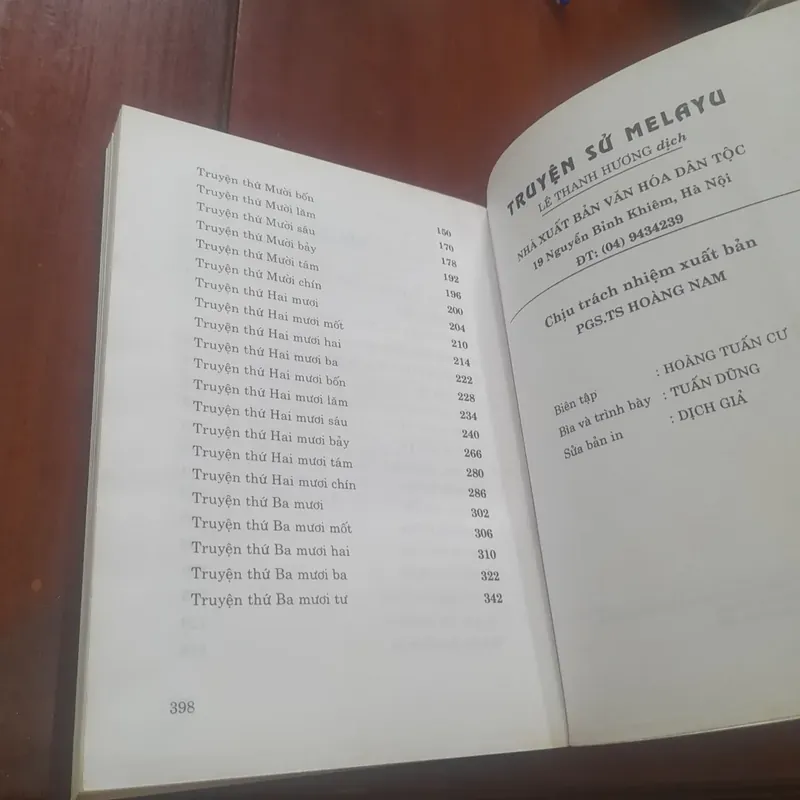 Truyện thứ Mười bốn 150
Truyện thứ Mười lăm 170
Truyện thứ Mười sáu 178
Truyện thứ Mười bảy 192
Truyện thứ Mười tám 196
Truyện thứ Mười chín 200
Truyện thứ Hai mươi 204
Truyện thứ Hai mươi mốt 210
Truyện thứ Hai mươi hai 214
Truyện thứ Hai mươi ba 222
Truyện thứ Hai mươi bốn 228
Truyện thứ Hai mươi lăm 234
Truyện thứ Hai mươi sáu 240
Truyện thứ Hai mươi bảy 266
Truyện thứ Hai mươi tám 280
Truyện thứ Hai mươi chín 286
Truyện thứ Ba mươi 302
Truyện thứ Ba mươi mốt 306
Truyện thứ Ba mươi hai 310
Truyện thứ Ba mươi ba 322
Truyện thứ Ba mươi tư 342
398
TRUYỆN SỬ MELAYU
LÊ THANH HƯƠNG dịch
NHÀ XUẤT BẢN VĂN HÓA DÂN TỘC
19 Nguyễn Bỉnh Khiêm, Hà Nội
ĐT: (04) 9434239
Chịu trách nhiệm xuất bản
PGS.TS HOÀNG NAM
Biên tập : HOÀNG TUẤN CƯ
Bìa và trình bày : TUẤN DŨNG
Sửa bản in : DỊCH GIẢ